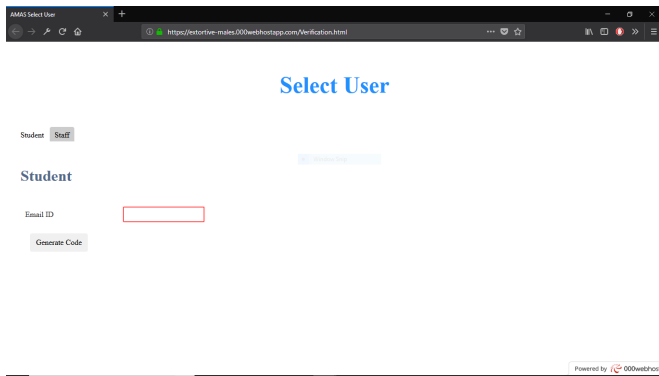 AMAS Select User
https://extortive-males.000webhostapp.com/Verification.html
Select User
Student Staff
Student
Email ID
Generate Code
Powered by 000webhos